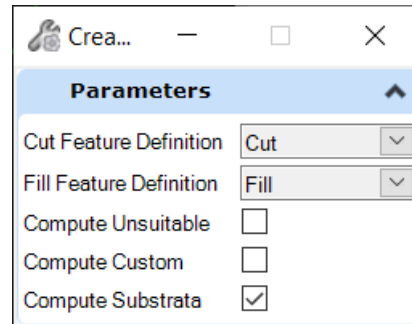 Crea...
Parameters
Cut Feature Definition Cut
Fill Feature Definition Fill
Compute Unsuitable
Compute Custom
Compute Substrata